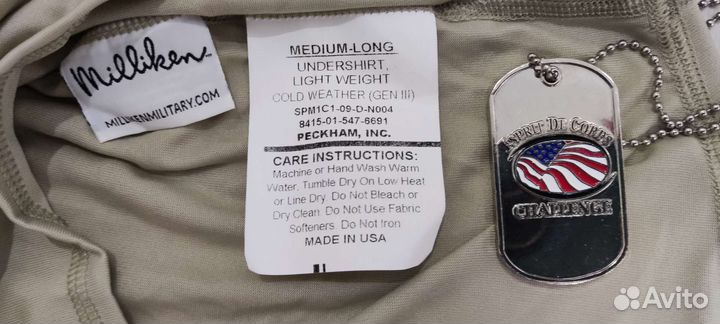 Milliken
MILLIKENMILITARY.COM
MEDIUM-LONG
UNDERSHIRT,
LIGHT WEIGHT
COLD WEATHER (GEN III)
SPM1C1-09-D-N004
8415-01-547-6691
PECKHAM, INC.
CARE INSTRUCTIONS:
Machine or Hand Wash Warm
Water. Tumble Dry On Low Heat
or Line Dry. Do Not Bleach or
Dry Clean. Do Not Use Fabric
Softeners. Do Not Iron
MADE IN USA
ESPRIT DE CORPS
CHALLENGE
Avito